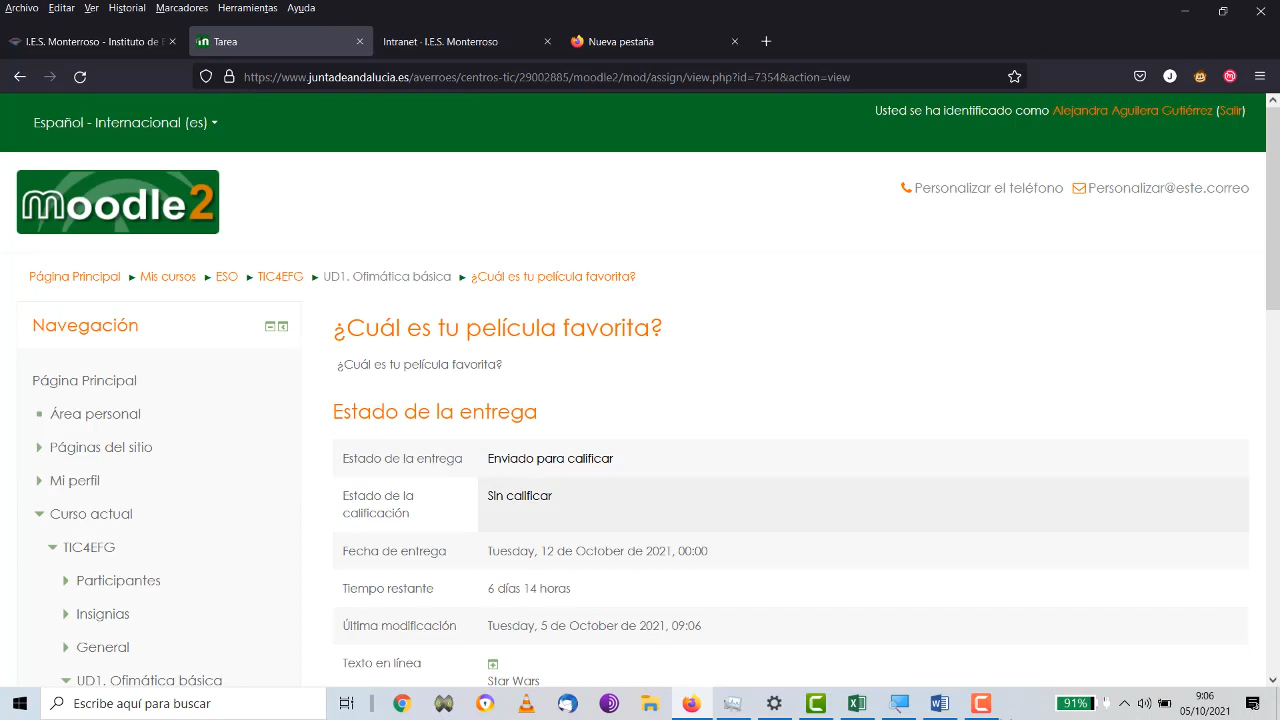 Archivo Editar Ver Historial Marcadores Herramientas Ayuda
I.E.S. Monterroso - Instituto de E
Tarea
Intranet - I.E.S. Monterroso
Nueva pestaña
https://www.juntadeandalucia.es/averroes/centros-tic/29002885/moodle2/mod/assign/view.php?id=7354&action=view
Usted se ha identificado como Alejandra Aguilera Gutiérrez (Salir)
Español - Internacional (es)
moodle2
Personalizar el teléfono Personalizar@este.correo
Página Principal ► Mis cursos ► ESO ► TIC4EFG ► UD1. Ofimática básica ► ¿Cuál es tu película favorita?
Navegación
Página Principal
Área personal
Páginas del sitio
Mi perfil
Curso actual
TIC4EFG
Participantes
Insignias
General
UD1. Ofimática básica
¿Cuál es tu película favorita?
¿Cuál es tu película favorita?
Estado de la entrega
Estado de la entrega Enviado para calificar
Estado de la Sin calificar
calificación
Fecha de entrega Tuesday, 12 de October de 2021, 00:00
Tiempo restante 6 días 14 horas
Última modificación Tuesday, 5 de October de 2021, 09:06
Texto en línea
Star Wars
Escribe aquí para buscar
91%
9:06
05/10/2021